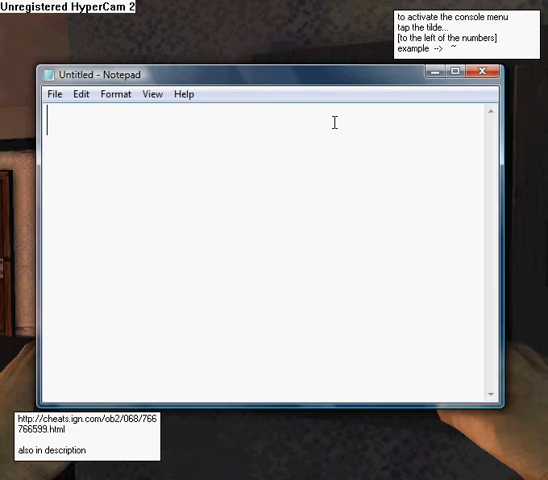 Unregistered HyperCam 2
to activate the console menu
tap the tilde...
[to the left of the numbers]
example --> ~
Untitled - Notepad
File Edit Format View Help
http://cheats.ign.com/ob2/068/766
766599.html
also in description